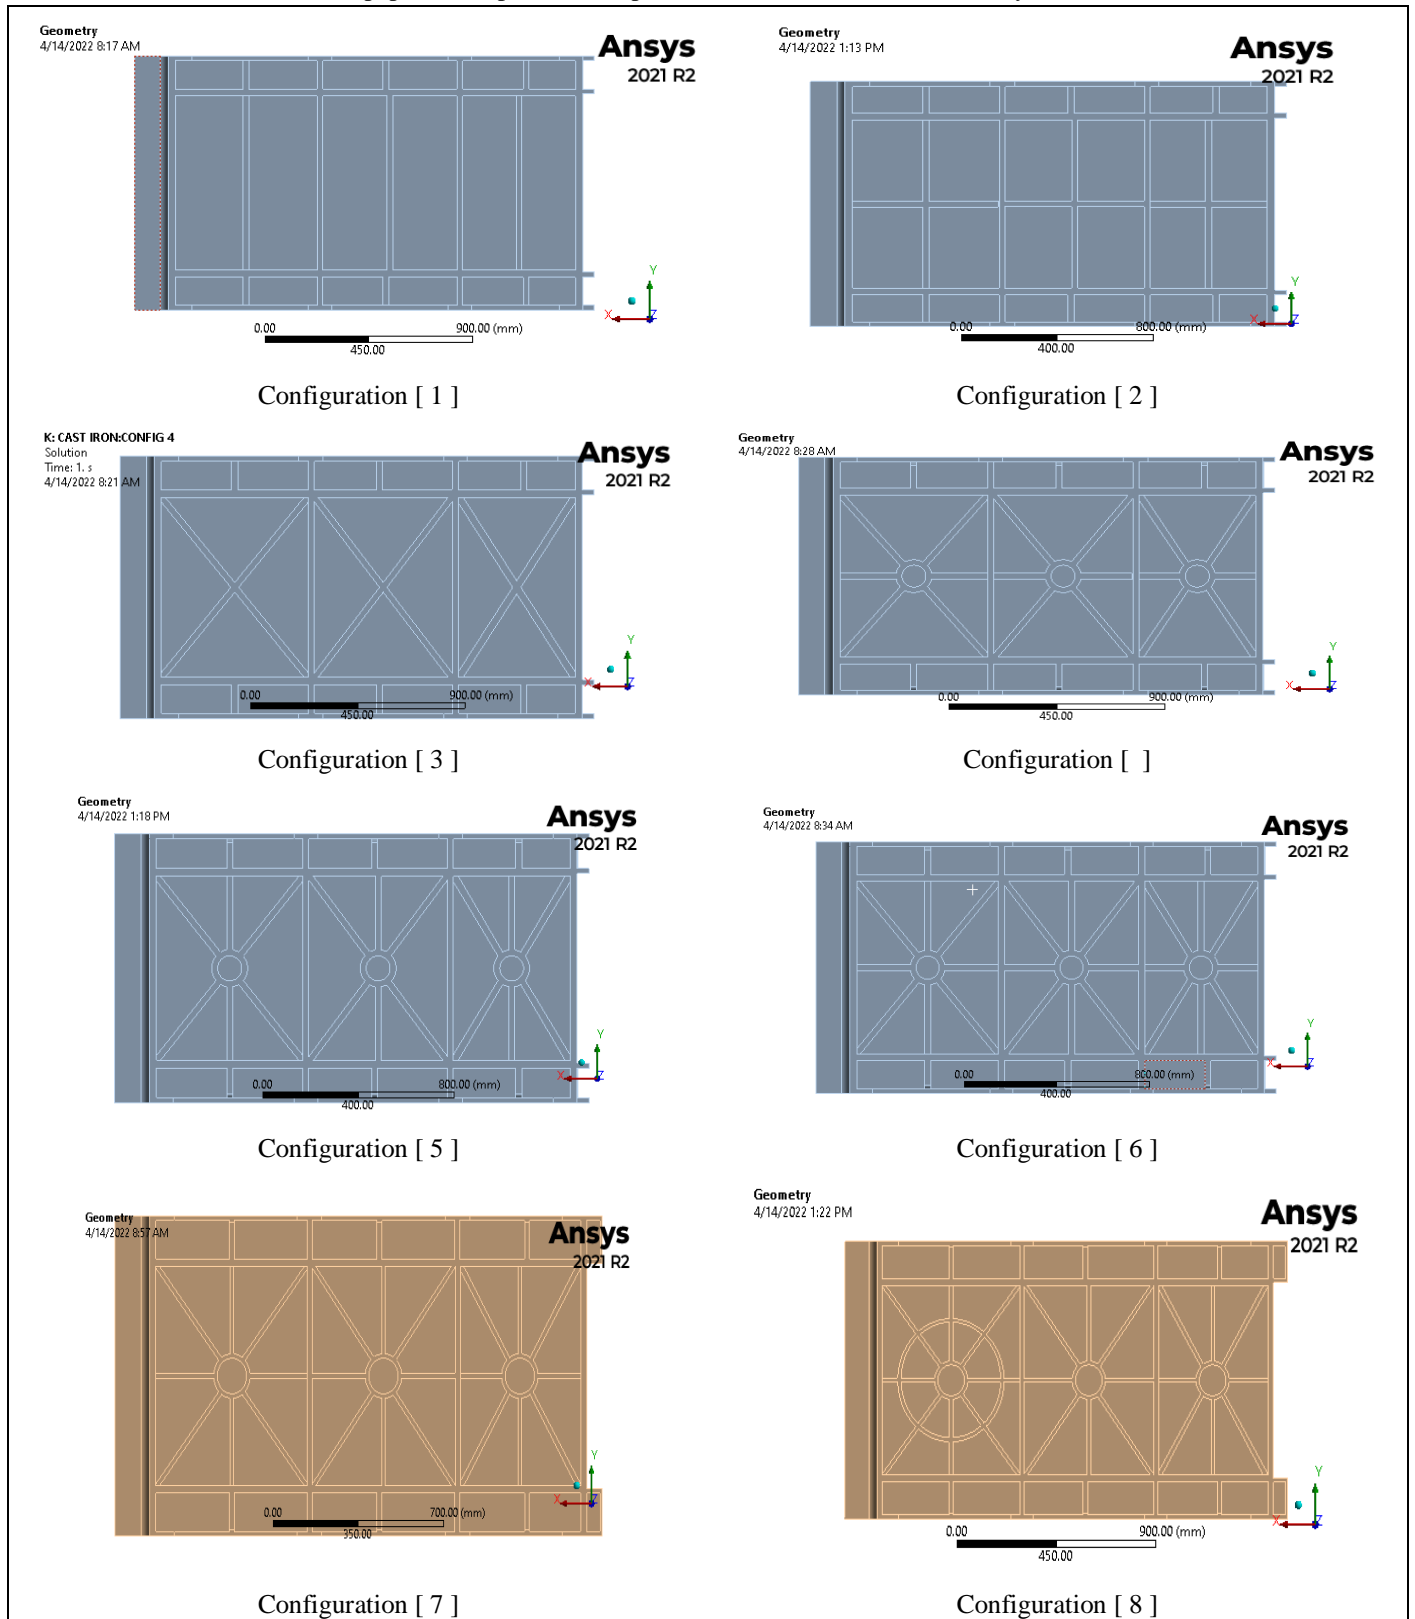 Geometry
4/14/2022 8:17 AM
Ansys
2021 R2
0.00 900.00 (mm)
450.00
Y
X Z
Geometry
4/14/2022 1:13 PM
Ansys
2021 R2
0.00 800.00 (mm)
400.00
Y
X Z
Configuration [ 1 ]
Configuration [ 2 ]
K: CAST IRON:CONFIG 4
Solution
Time: 1. s
4/14/2022 8:21 AM
Ansys
2021 R2
0.00 900.00 (mm)
450.00
Y
X Z
Geometry
4/14/2022 8:28 AM
Ansys
2021 R2
0.00 900.00 (mm)
450.00
Y
X Z
Configuration [ 3 ]
Configuration [ ]
Geometry
4/14/2022 1:18 PM
Ansys
2021 R2
0.00 800.00 (mm)
400.00
Y
X Z
Geometry
4/14/2022 8:34 AM
Ansys
2021 R2
0.00 800.00 (mm)
400.00
Y
X Z
Configuration [ 5 ]
Configuration [ 6 ]
Geometry
4/14/2022 8:57 AM
Ansys
2021 R2
0.00 700.00 (mm)
350.00
Y
X Z
Geometry
4/14/2022 1:22 PM
Ansys
2021 R2
0.00 900.00 (mm)
450.00
Y
X Z
Configuration [ 7 ]
Configuration [ 8 ]